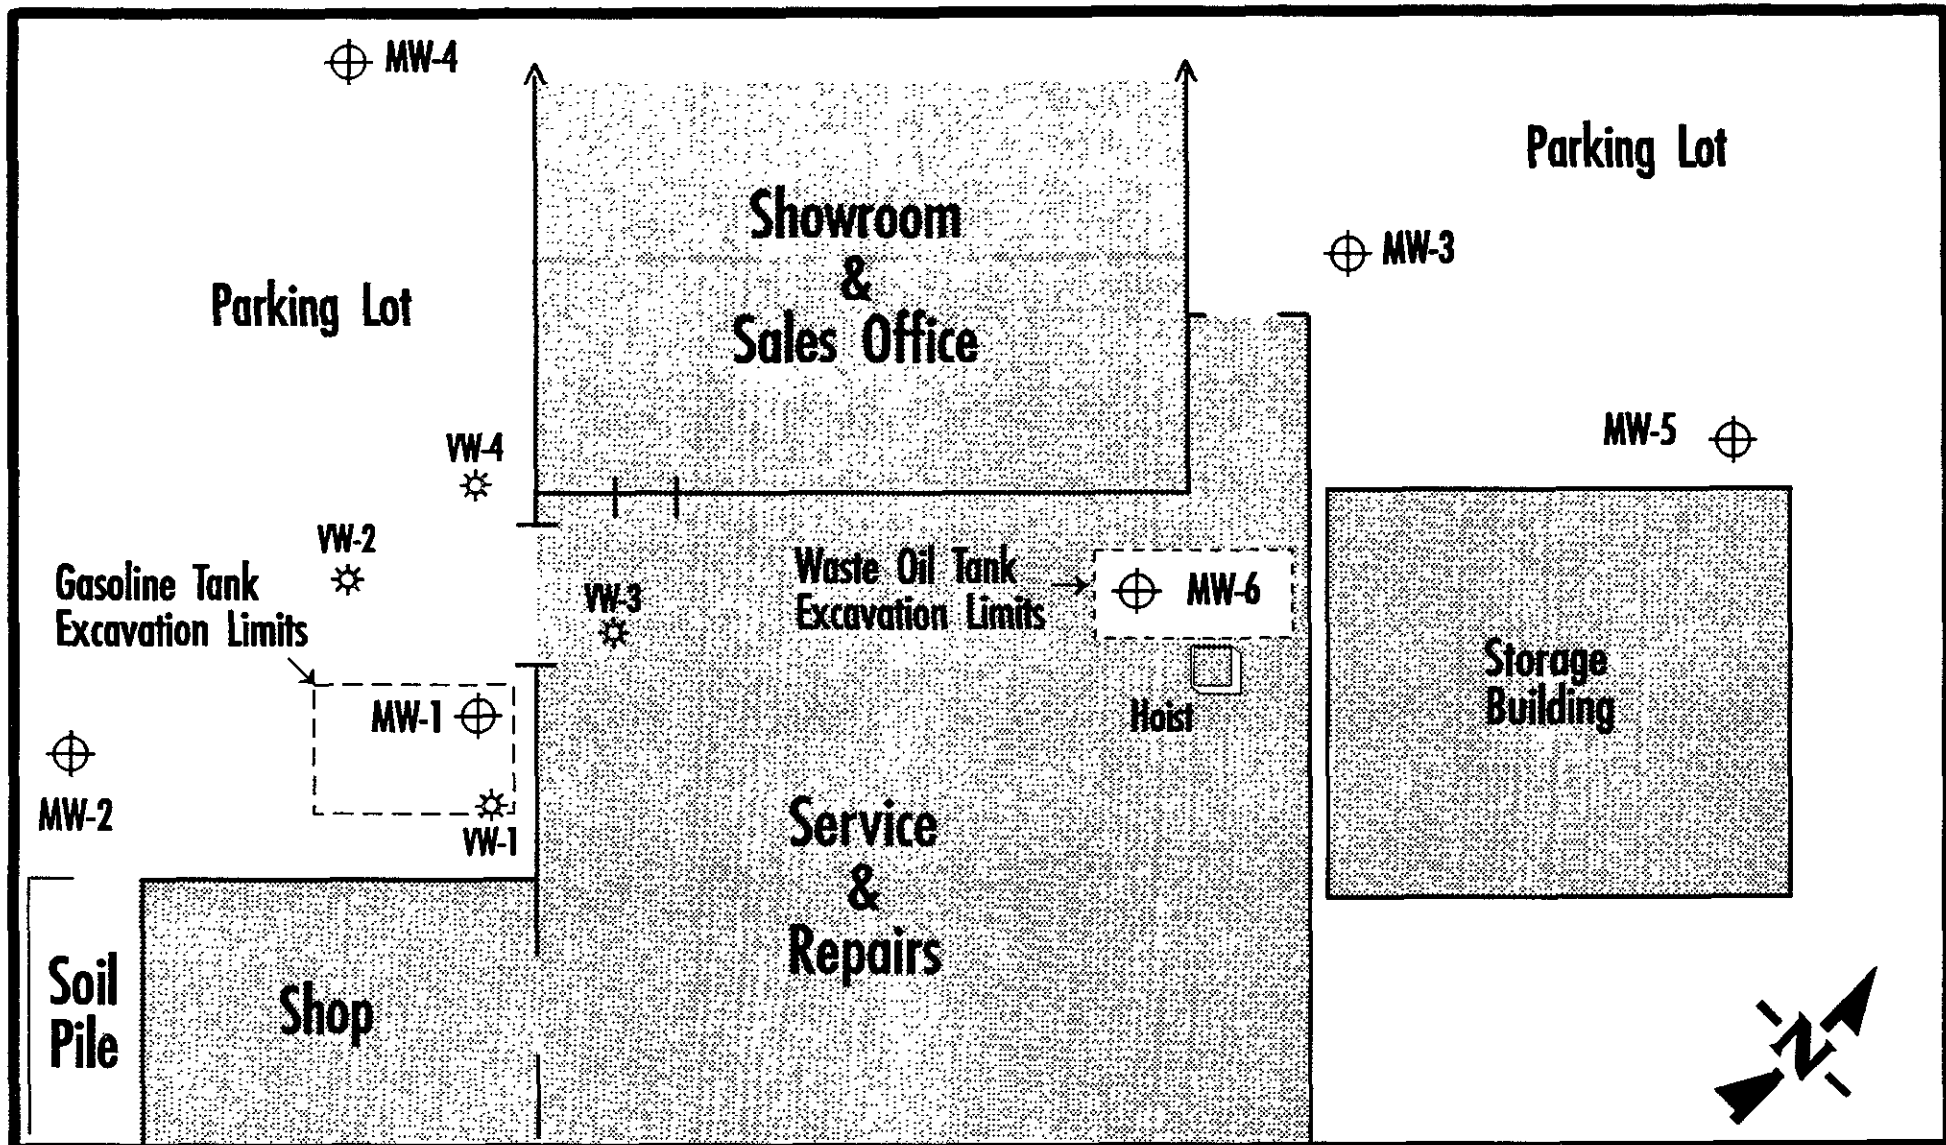 MW-4
Parking Lot
Showroom
&
Sales Office
MW-3
Parking Lot
MW-5
VW-4
VW-2
Gasoline Tank
Excavation Limits
VW-3
Waste Oil Tank
Excavation Limits
MW-6
Hoist
Storage
Building
MW-1
MW-2
VW-1
Service
&
Repairs
Soil
Pile
Shop
N